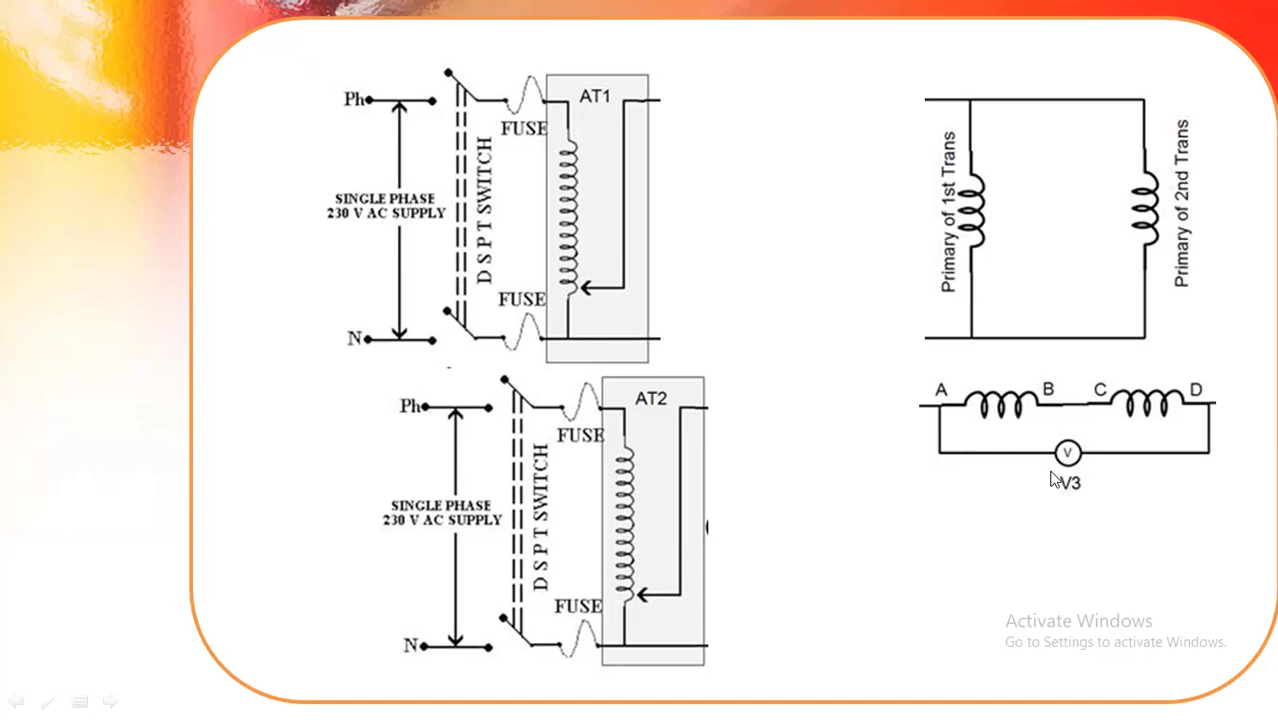 Ph
SINGLE PHASE
230 V AC SUPPLY
N
D S P T SWITCH
FUSE
FUSE
AT1
Ph
SINGLE PHASE
230 V AC SUPPLY
N
D S P T SWITCH
FUSE
FUSE
AT2
Primary of 1st Trans
Primary of 2nd Trans
A B C D
V
V3
Activate Windows
Go to Settings to activate Windows.